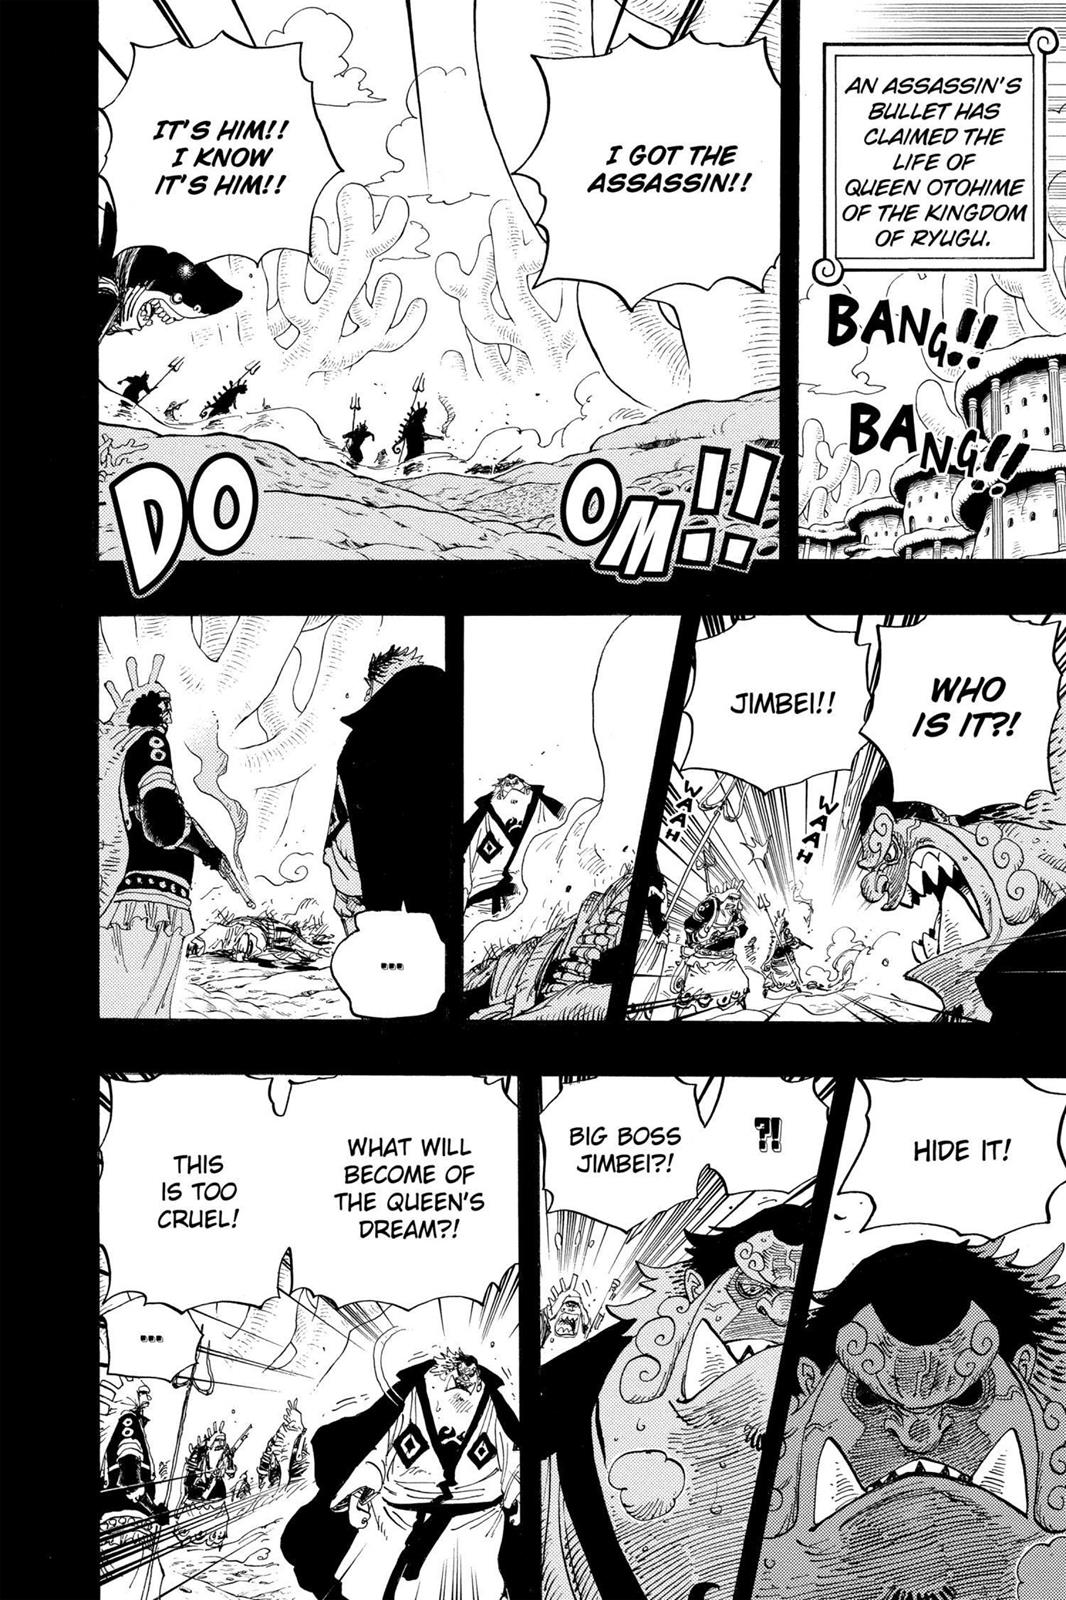 AN ASSASSIN'S
BULLET HAS
CLAIMED THE
LIFE OF
QUEEN OTOHIME
OF THE KINGDOM
OF RYUGU.
BANG!!
BANG!!
I GOT THE
ASSASSIN!!
IT'S HIM!!
I KNOW
IT'S HIM!!
DOOM!!
WHO
IS IT?!
JIMBEI!!
WAAH
WAAH
...
HIDE IT!
?!
BIG BOSS
JIMBEI?!
WHAT WILL
BECOME OF
THE QUEEN'S
DREAM?!
THIS
IS TOO
CRUEL!
...